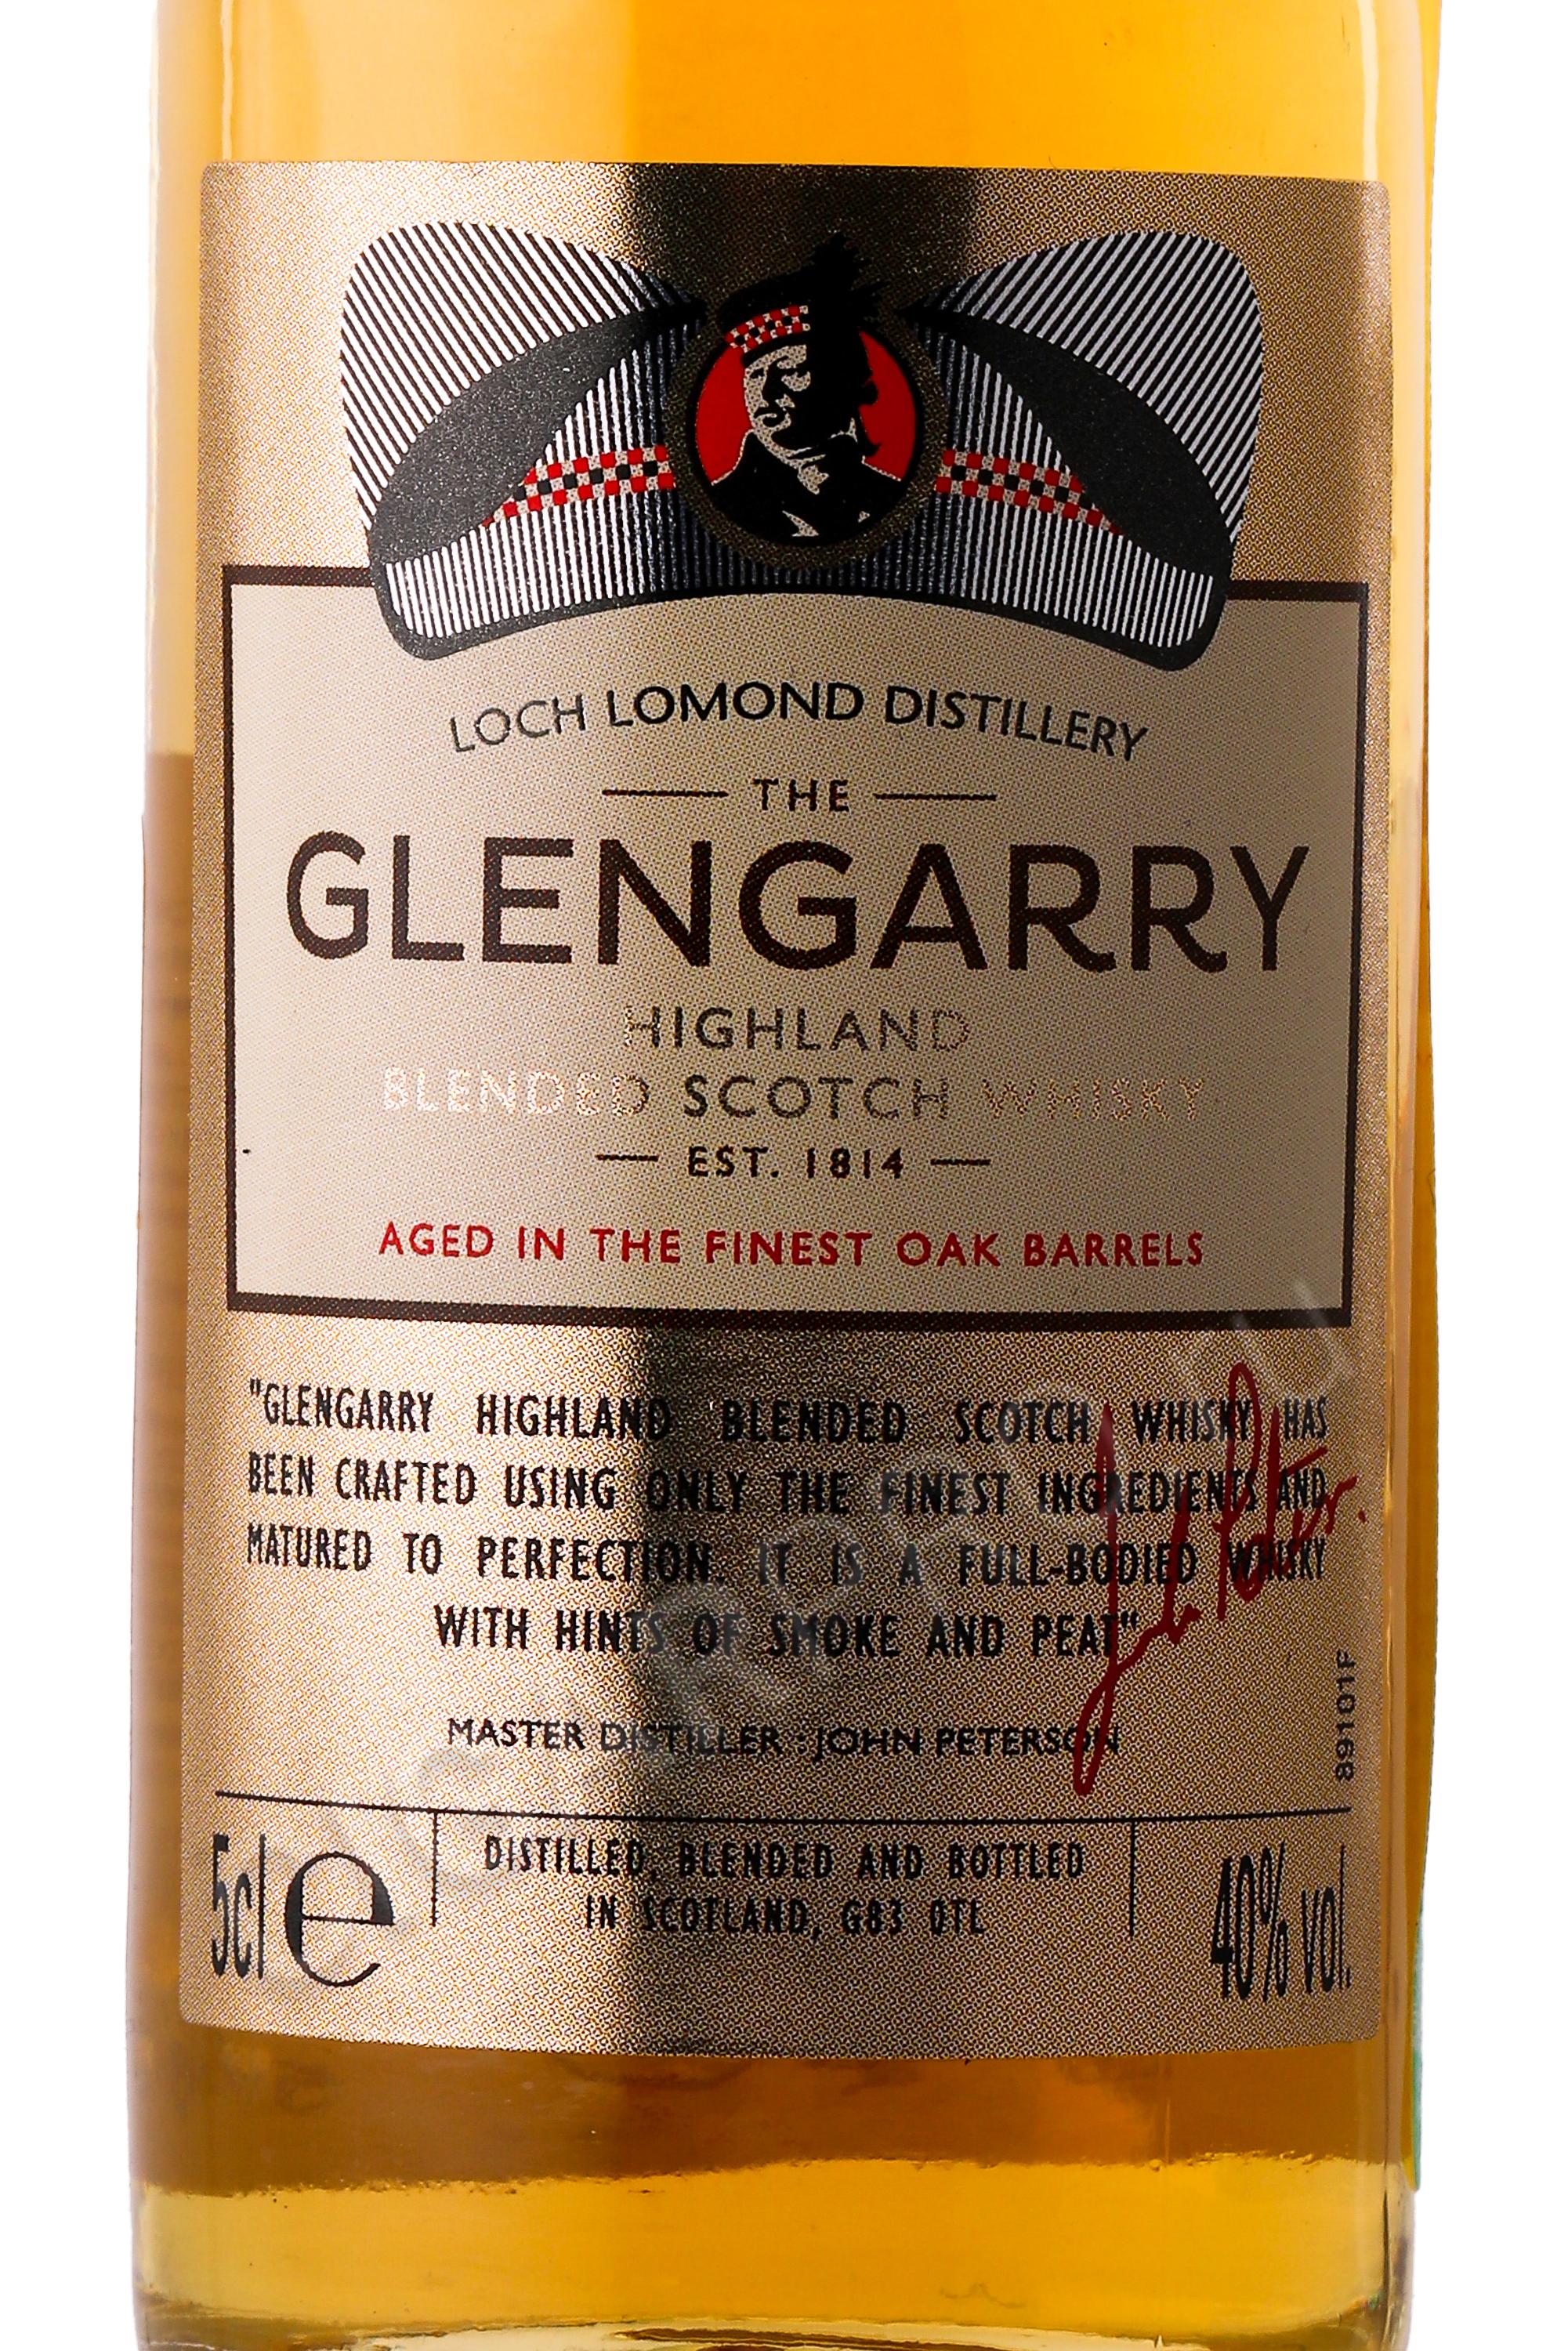 LOCH LOMOND DISTILLERY
THE
GLENGARRY
HIGHLAND
BLENDED SCOTCH WHISKY
EST. 1814
AGED IN THE FINEST OAK BARRELS
"GLENGARRY HIGHLAND BLENDED SCOTCH WHISKY HAS
BEEN CRAFTED USING ONLY THE FINEST INGREDIENTS AND
MATURED TO PERFECTION. IT IS A FULL-BODIED WHISKY
WITH HINTS OF SMOKE AND PEAT"
MASTER DISTILLER · JOHN PETERSON
89101F
5cl e
DISTILLED, BLENDED AND BOTTLED
IN SCOTLAND, G83 0TL
40% vol.